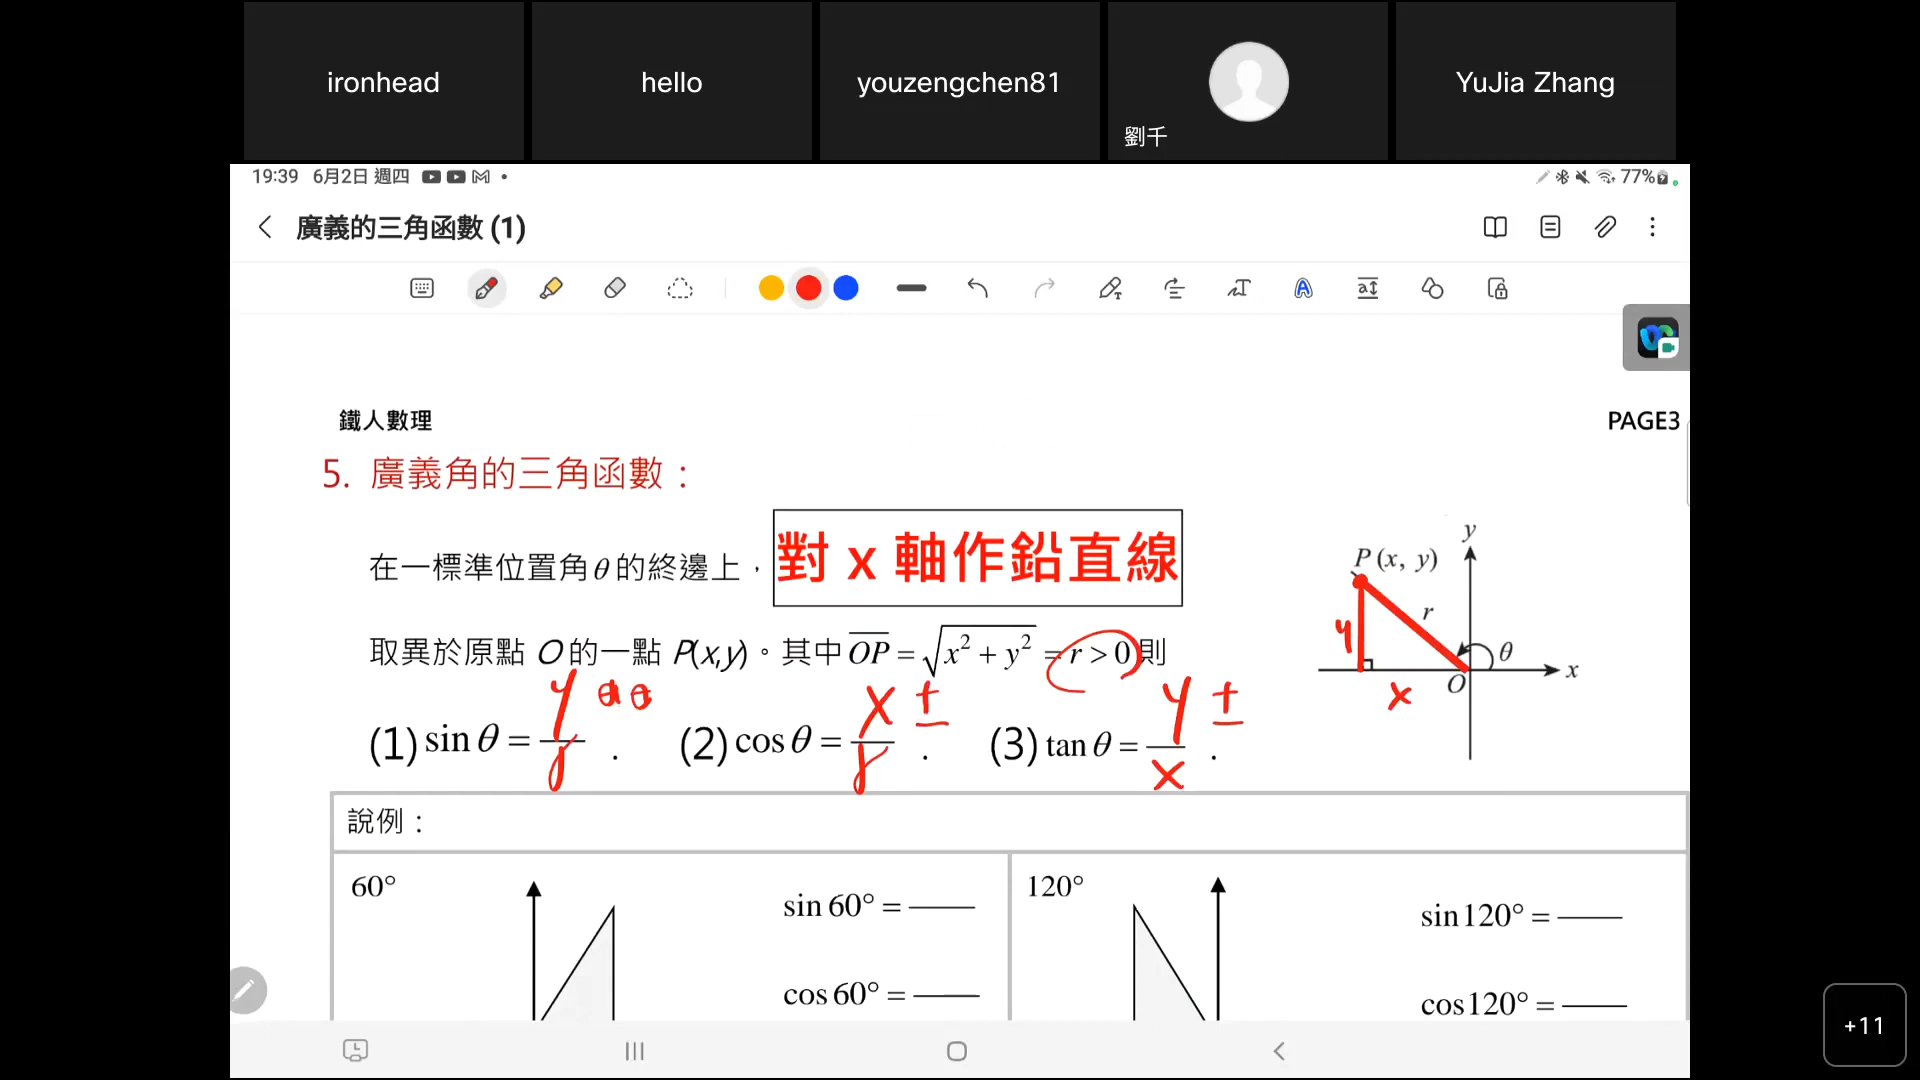 ironhead
hello
youzengchen81
劉千
YuJia Zhang
19:39 6月2日 週四
77%
廣義的三角函數 (1)
鐵人數理
PAGE3
5. 廣義角的三角函數：
在一標準位置角θ的終邊上，
對 x 軸作鉛直線
取異於原點 O的一點 P(x,y)。其中 OP = √x² + y² = r > 0 則
(1) sin θ = y/r . (2) cos θ = x/r ± . (3) tan θ = y/x ± .
y
P (x, y)
r
y
θ
x
O
x
說例：
60°
sin 60° =
cos 60° =
120°
sin120° =
cos120° =
+11